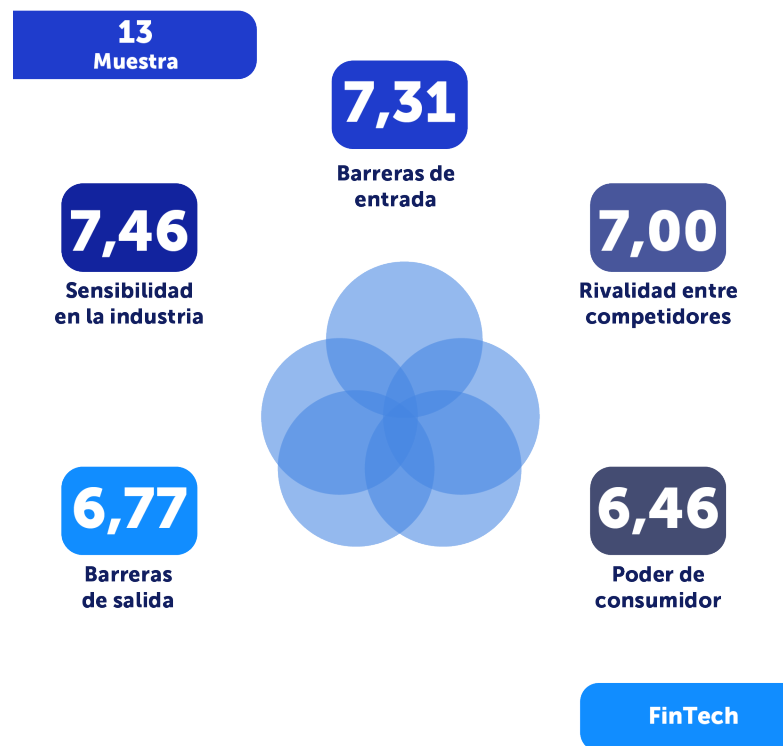 13
Muestra
7,31
Barreras de
entrada
7,46
Sensibilidad
en la industria
7,00
Rivalidad entre
competidores
6,77
Barreras
de salida
6,46
Poder de
consumidor
FinTech